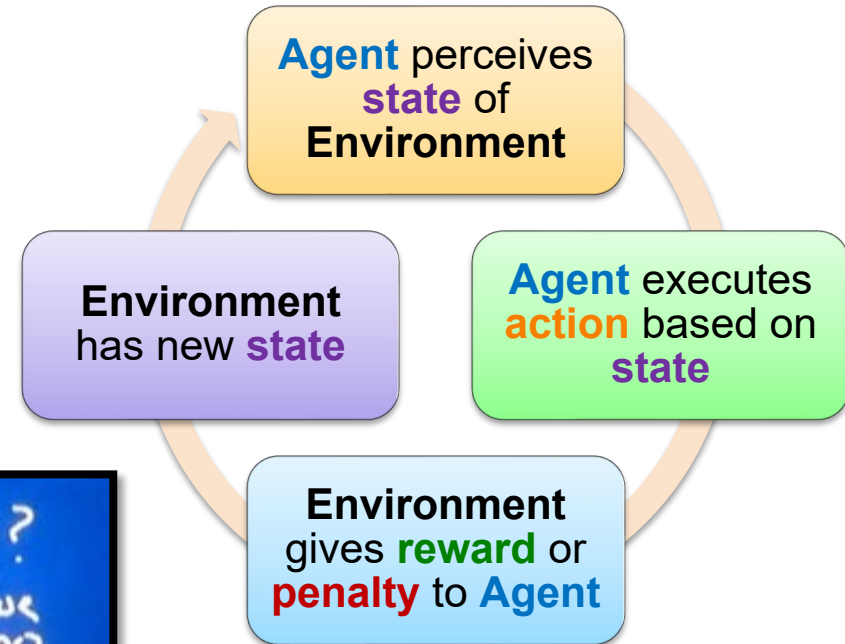 Agent perceives
state of
Environment
Agent executes
action based on
state
Environment
gives reward or
penalty to Agent
Environment
has new state
?